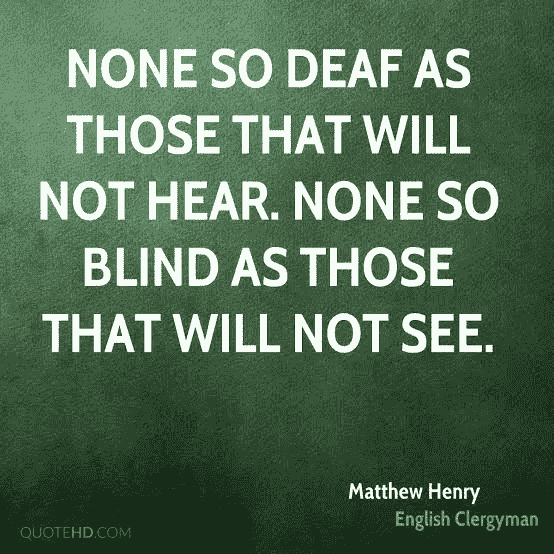 NONE SO DEAF AS
THOSE THAT WILL
NOT HEAR. NONE SO
BLIND AS THOSE
THAT WILL NOT SEE.
Matthew Henry
English Clergyman
QUOTEHD.COM